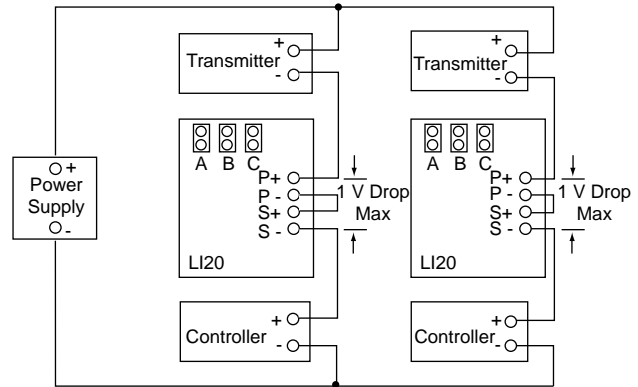 +
Power
Supply
-
+
Transmitter
-
A B C
P+
P -
S+
S -
1 V Drop
Max
LI20
+
Controller
-
+
Transmitter
-
A B C
P+
P -
S+
S -
1 V Drop
Max
LI20
+
Controller
-